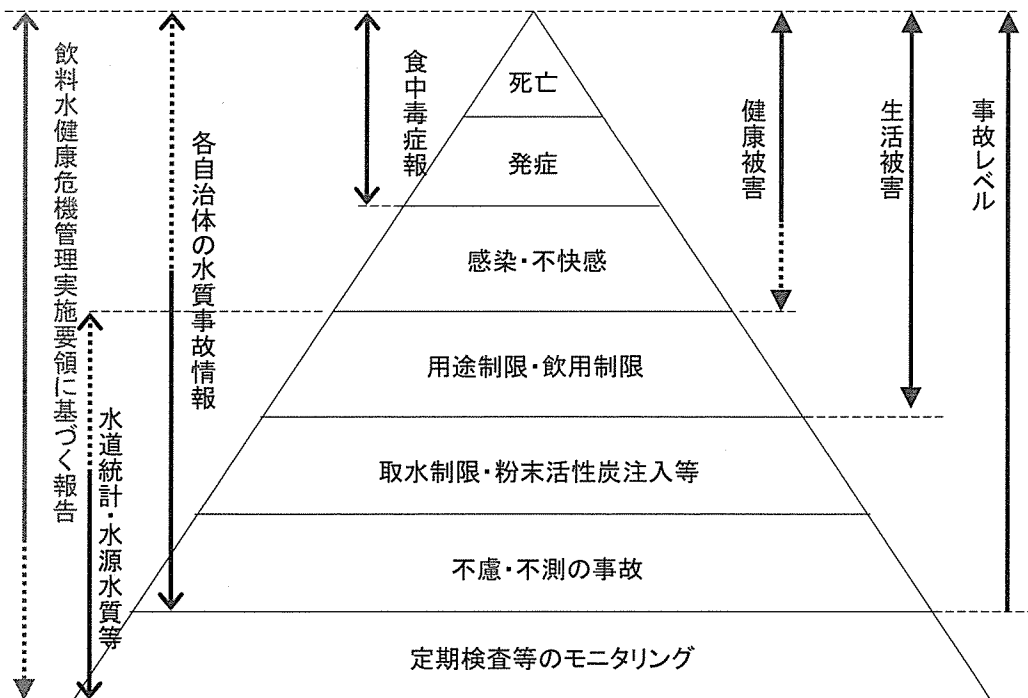 飲料水健康危機管理実施要領に基づく報告
水道統計・水源水質等
各自治体の水質事故情報
食中毒症報
死亡
発症
感染・不快感
用途制限・飲用制限
取水制限・粉末活性炭注入等
不慮・不測の事故
定期検査等のモニタリング
健康被害
生活被害
事故レベル